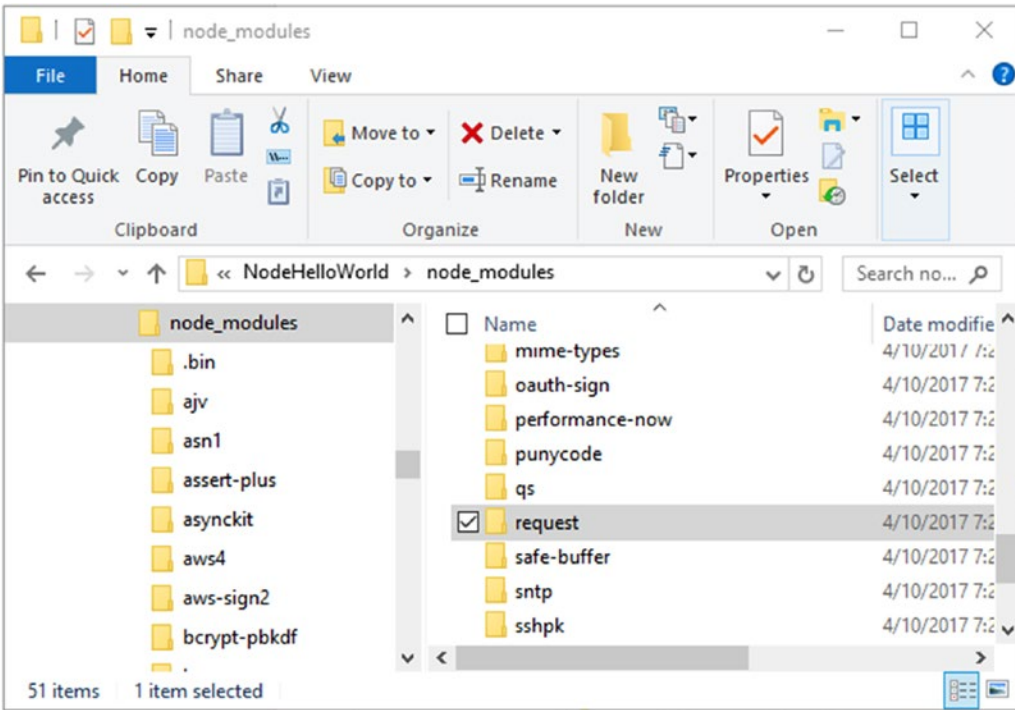 node_modules
File Home Share View
Pin to Quick access
Copy
Paste
Move to
Copy to
Delete
Rename
New folder
Properties
Select
Clipboard Organize New Open
« NodeHelloWorld > node_modules
Search no...
node_modules
.bin
ajv
asn1
assert-plus
asynckit
aws4
aws-sign2
bcrypt-pbkdf
Name Date modifie
mime-types 4/10/2017 7:2
oauth-sign 4/10/2017 7:2
performance-now 4/10/2017 7:2
punycode 4/10/2017 7:2
qs 4/10/2017 7:2
request 4/10/2017 7:2
safe-buffer 4/10/2017 7:2
sntp 4/10/2017 7:2
sshpk 4/10/2017 7:2
51 items 1 item selected